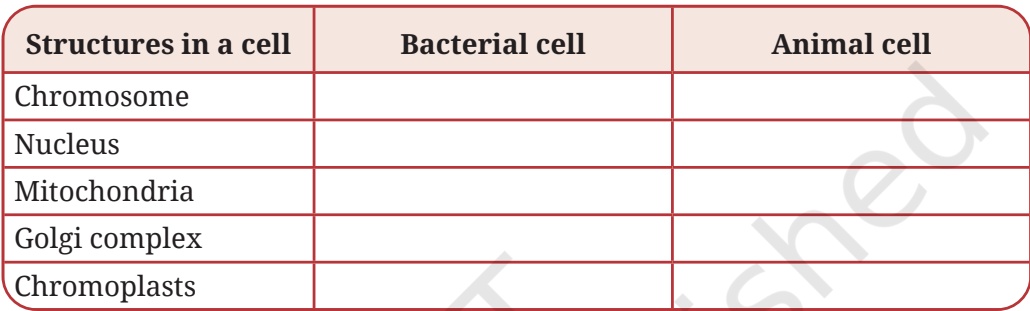 Structures in a cell Bacterial cell Animal cell
Chromosome
Nucleus
Mitochondria
Golgi complex
Chromoplasts